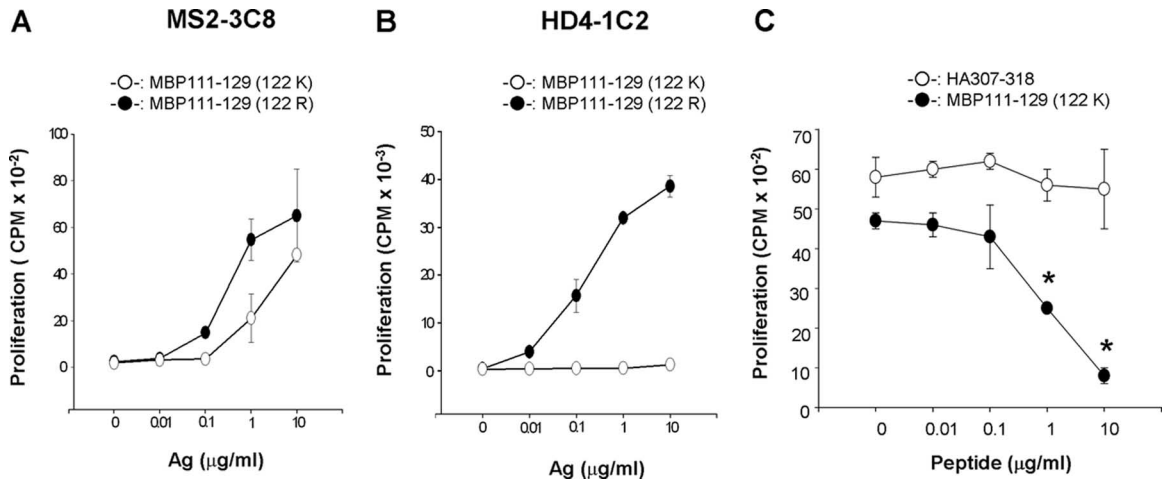 A
MS2-3C8
-○-: MBP111-129 (122 K)
-●-: MBP111-129 (122 R)
Proliferation ( CPM x 10⁻²)
100
80
60
40
20
0
0
0.01
0.1
1
10
Ag (μg/ml)
B
HD4-1C2
-○-: MBP111-129 (122 K)
-●-: MBP111-129 (122 R)
Proliferation (CPM x 10⁻³)
50
40
30
20
10
0
0
0.01
0.1
1
10
Ag (μg/ml)
C
-○-: HA307-318
-●-: MBP111-129 (122 K)
Proliferation (CPM x 10⁻²)
70
60
50
40
30
20
10
0
*
*
0
0.01
0.1
1
10
Peptide (μg/ml)